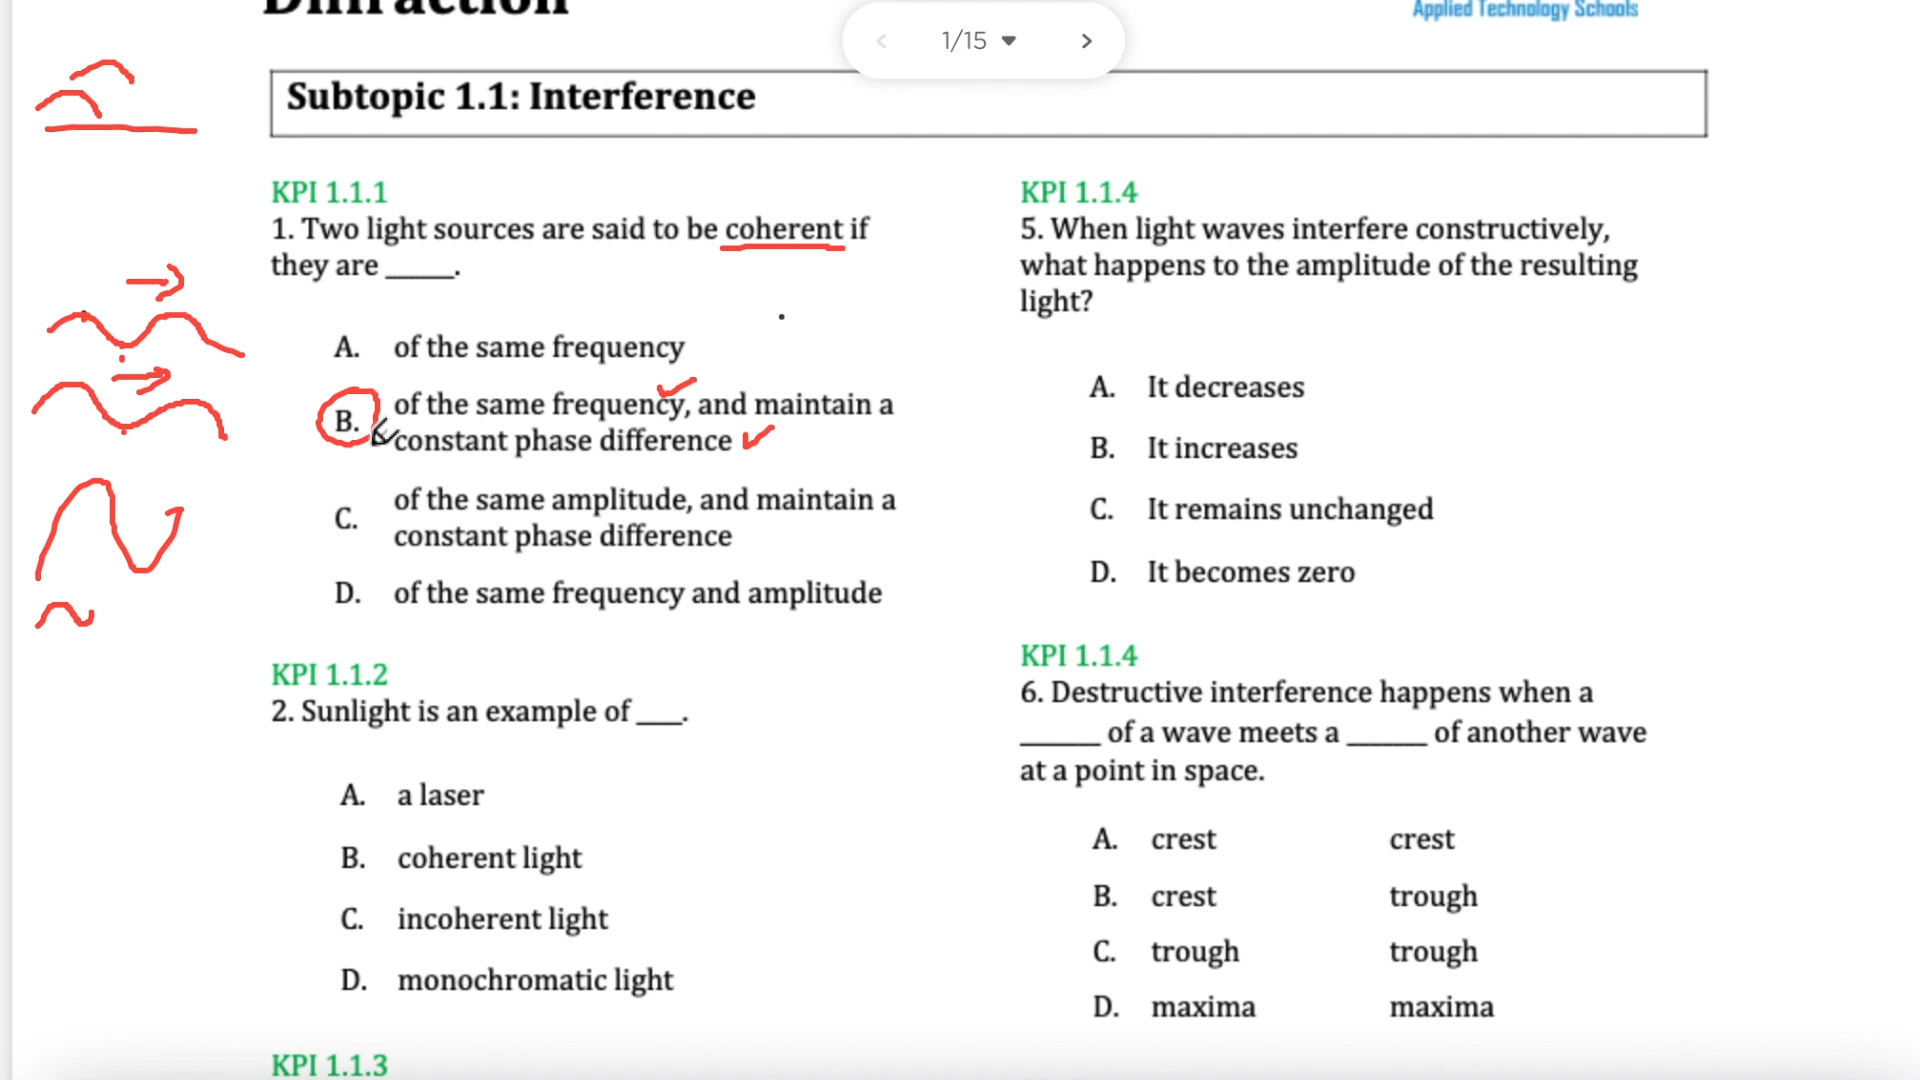 Diffraction
Applied Technology Schools
1/15
Subtopic 1.1: Interference
KPI 1.1.1
1. Two light sources are said to be coherent if
they are _____.
A. of the same frequency
B. of the same frequency, and maintain a
constant phase difference
C. of the same amplitude, and maintain a
constant phase difference
D. of the same frequency and amplitude
KPI 1.1.2
2. Sunlight is an example of ___.
A. a laser
B. coherent light
C. incoherent light
D. monochromatic light
KPI 1.1.3
KPI 1.1.4
5. When light waves interfere constructively,
what happens to the amplitude of the resulting
light?
A. It decreases
B. It increases
C. It remains unchanged
D. It becomes zero
KPI 1.1.4
6. Destructive interference happens when a
______ of a wave meets a ______ of another wave
at a point in space.
A. crest crest
B. crest trough
C. trough trough
D. maxima maxima